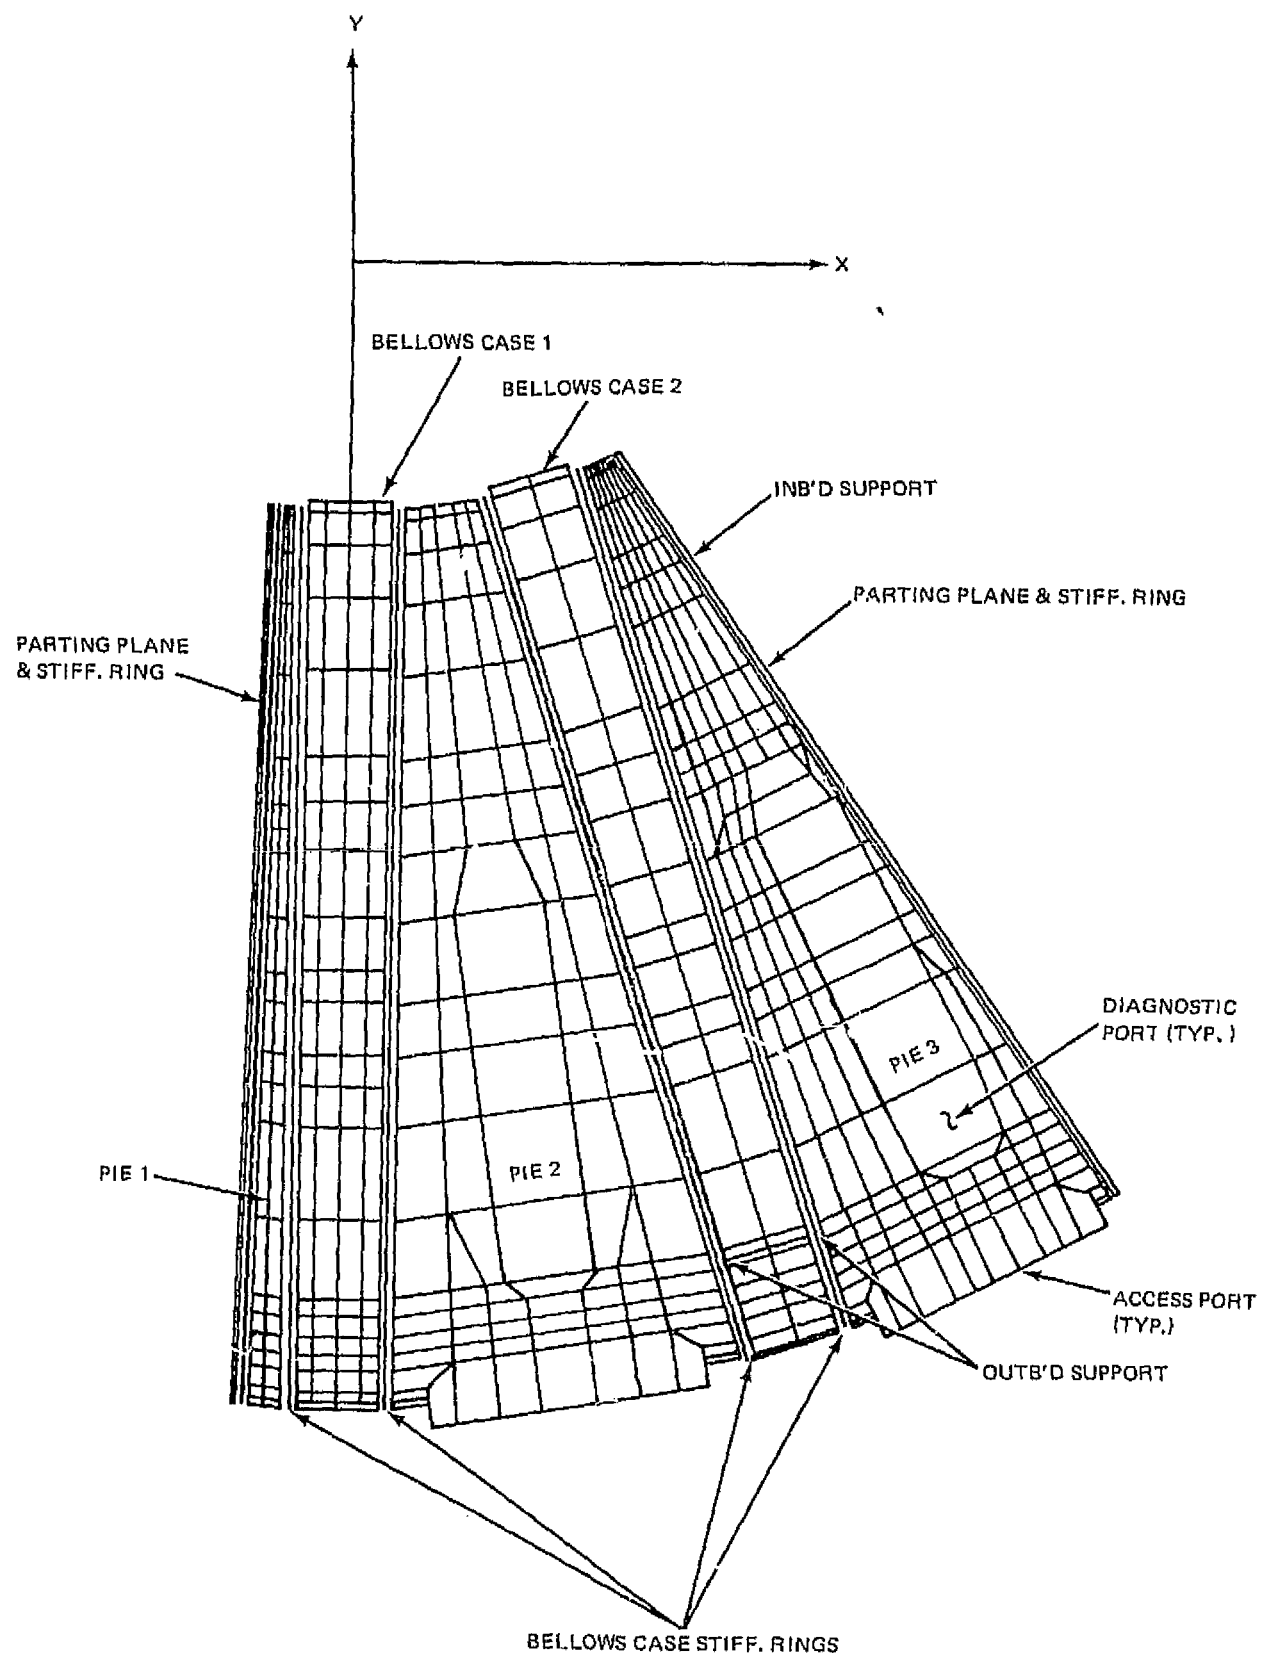 Y
X
BELLOWS CASE 1
BELLOWS CASE 2
INB'D SUPPORT
PARTING PLANE & STIFF. RING
PARTING PLANE
& STIFF. RING
DIAGNOSTIC
PORT (TYP.)
PIE 3
PIE 1
PIE 2
ACCESS PORT
(TYP.)
OUTB'D SUPPORT
BELLOWS CASE STIFF. RINGS